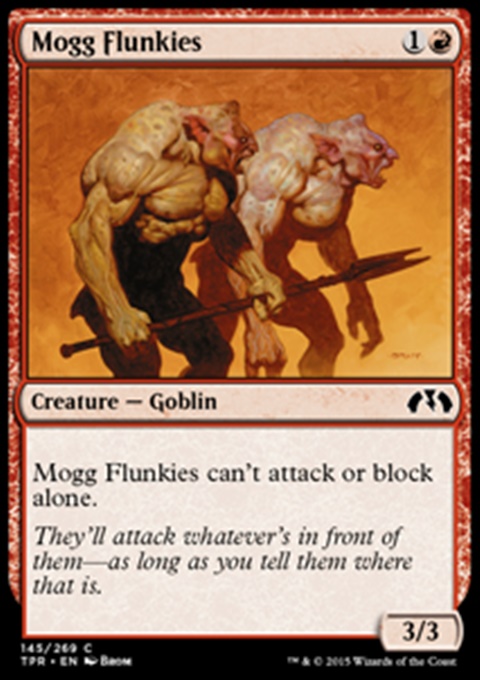 Mogg Flunkies 1
Creature — Goblin
Mogg Flunkies can't attack or block
alone.
They'll attack whatever's in front of
them—as long as you tell them where
that is.
3/3
145/269 C
TPR • EN Brom
™ & © 2015 Wizards of the Coast